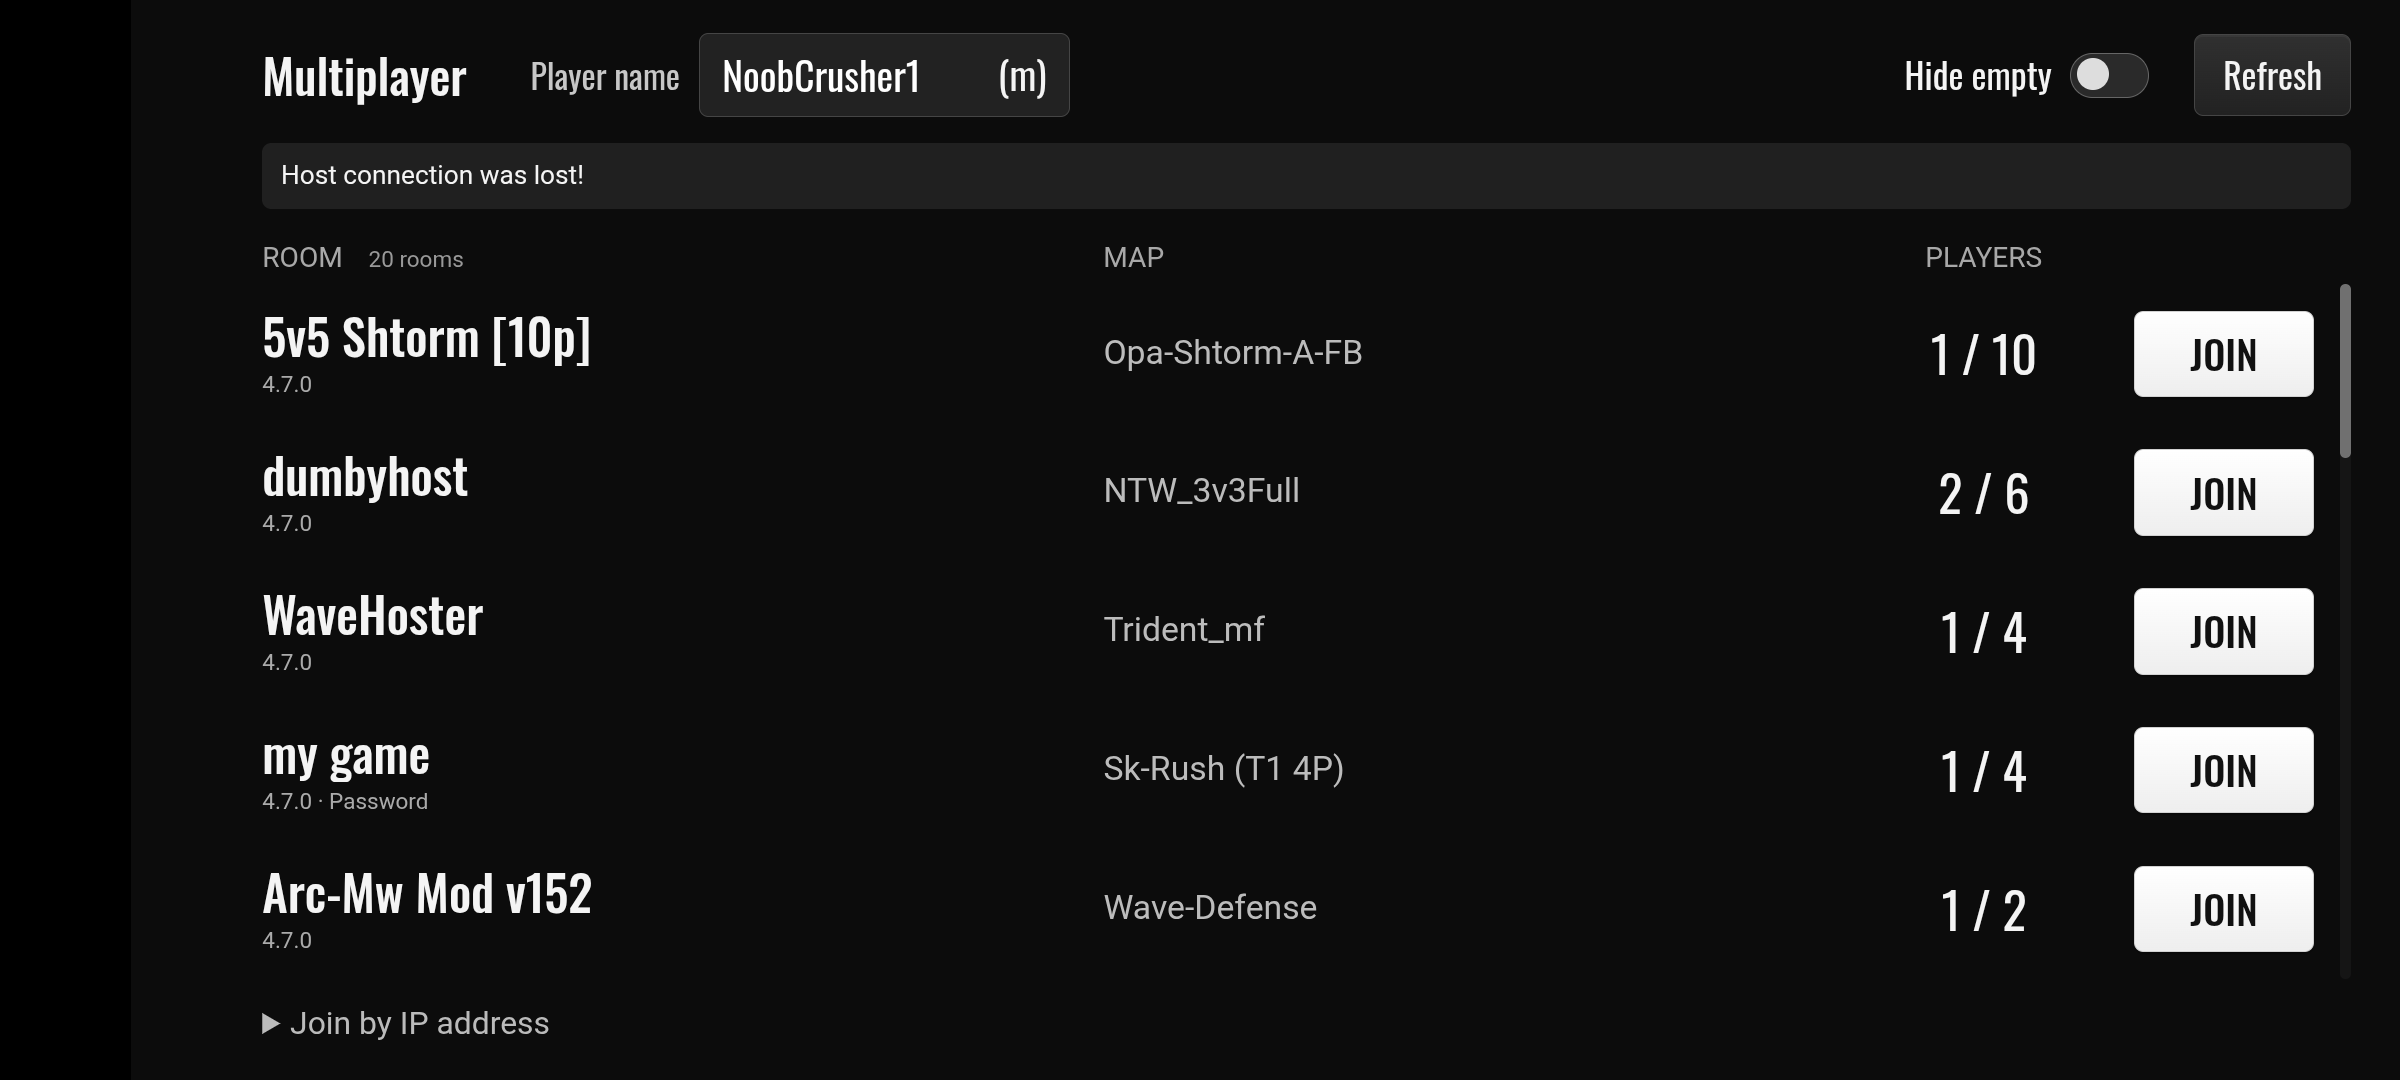 Multiplayer Player name NoobCrusher1 (m) Hide empty Refresh
Host connection was lost!
ROOM 20 rooms MAP PLAYERS
5v5 Shtorm [10p] Opa-Shtorm-A-FB 1 / 10 JOIN
4.7.0
dumbyhost NTW_3v3Full 2 / 6 JOIN
4.7.0
WaveHoster Trident_mf 1 / 4 JOIN
4.7.0
my game Sk-Rush (T1 4P) 1 / 4 JOIN
4.7.0 · Password
Arc-Mw Mod v152 Wave-Defense 1 / 2 JOIN
4.7.0
▶ Join by IP address